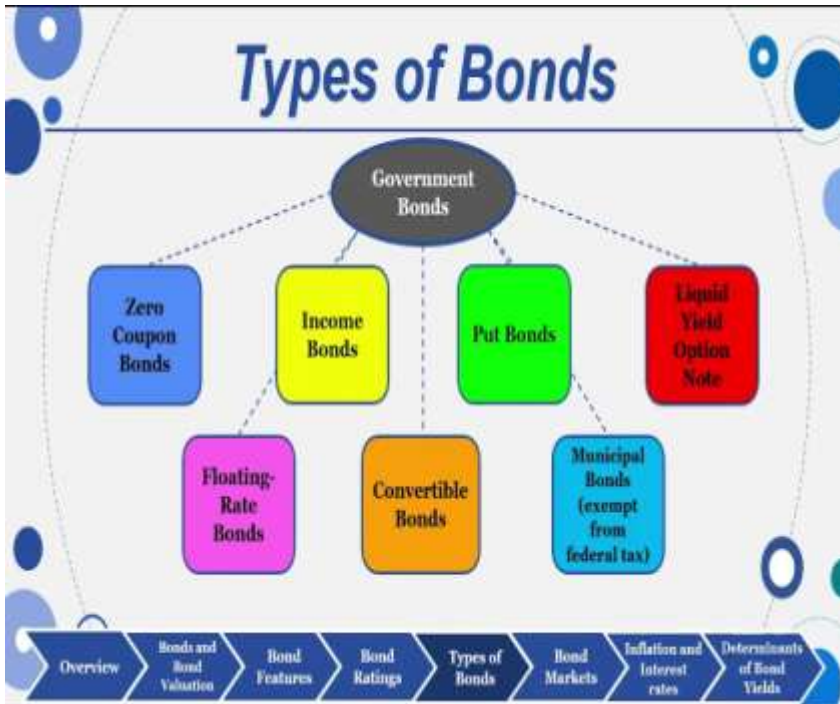 Types of Bonds
Government
Bonds
Zero
Coupon
Bonds
Income
Bonds
Put Bonds
Liquid
Yield
Option
Note
Floating-
Rate
Bonds
Convertible
Bonds
Municipal
Bonds
(exempt
from
federal tax)
Overview
Bonds and
Bond
Valuation
Bond
Features
Bond
Ratings
Types of
Bonds
Bond
Markets
Inflation and
Interest
rates
Determinants
of Bond
Yields